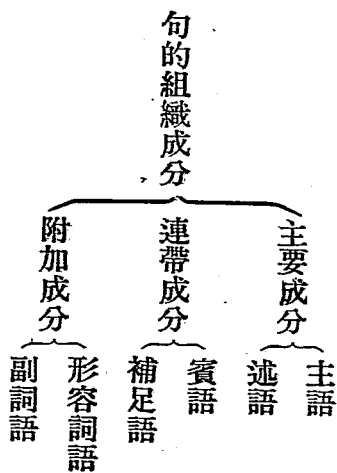 句的組織成分
主要成分
主語
述語
連帶成分
賓語
補足語
附加成分
形容詞語
副詞語